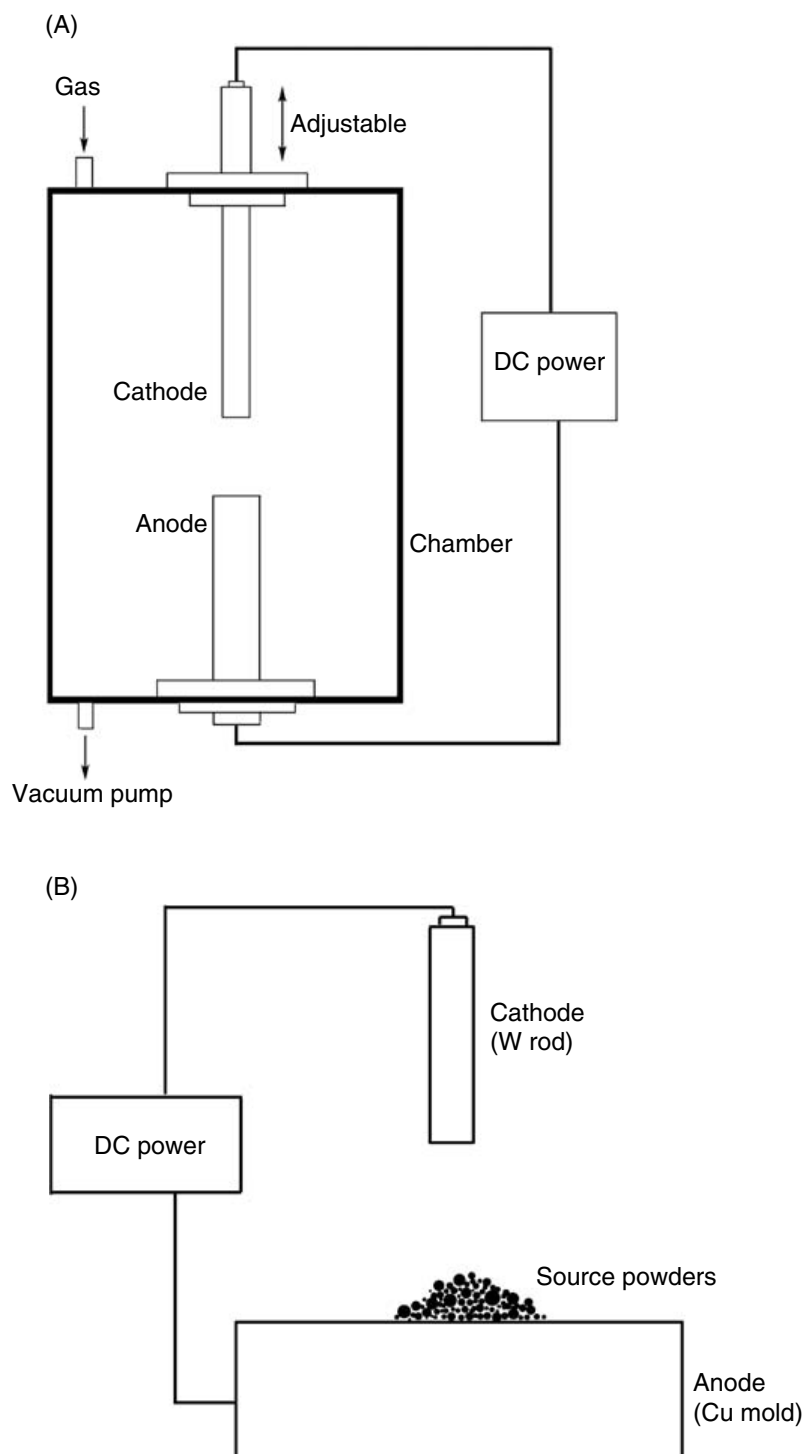 (A)
Gas
Adjustable
DC power
Cathode
Anode
Chamber
Vacuum pump
(B)
Cathode
(W rod)
DC power
Source powders
Anode
(Cu mold)